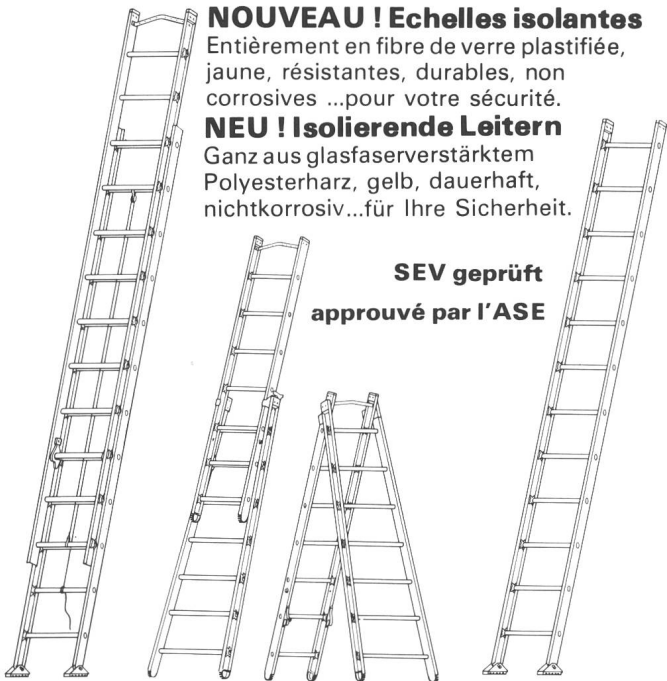 NOUVEAU ! Echelles isolantes
Entièrement en fibre de verre plastifiée,
jaune, résistantes, durables, non
corrosives ...pour votre sécurité.
NEU ! Isolierende Leitern
Ganz aus glasfaserverstärktem
Polyesterharz, gelb, dauerhaft,
nichtkorrosiv...für Ihre Sicherheit.
SEV geprüft
approuvé par l'ASE